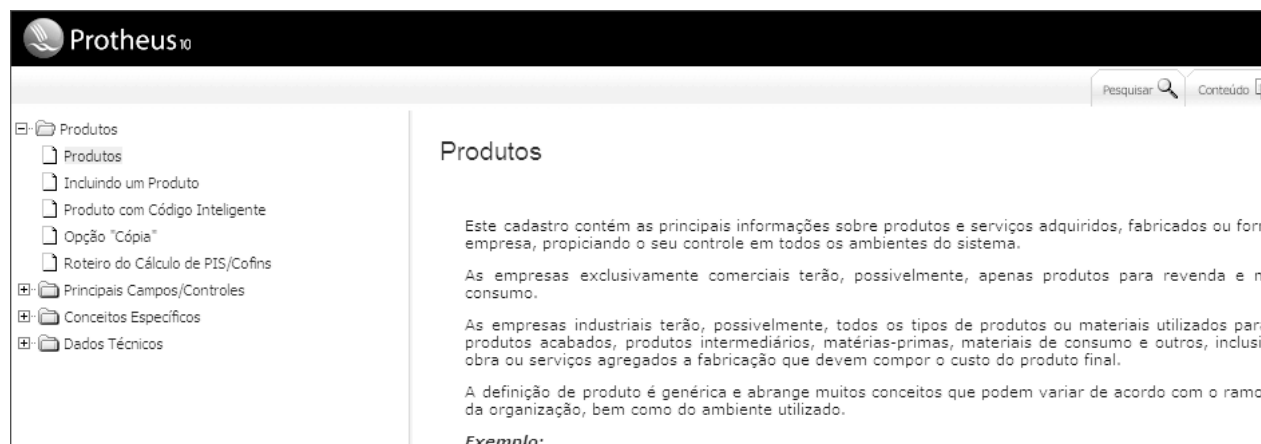 Protheus 10
Pesquisar
Conteúdo
Produtos
Produtos
Incluindo um Produto
Produto com Código Inteligente
Opção "Cópia"
Roteiro do Cálculo de PIS/Cofins
Principais Campos/Controles
Conceitos Específicos
Dados Técnicos
Produtos
Este cadastro contém as principais informações sobre produtos e serviços adquiridos, fabricados ou
empresa, propiciando o seu controle em todos os ambientes do sistema.
As empresas exclusivamente comerciais terão, possivelmente, apenas produtos para revenda e
consumo.
As empresas industriais terão, possivelmente, todos os tipos de produtos ou materiais utilizados
produtos acabados, produtos intermediários, matérias-primas, materiais de consumo e outros,
obra ou serviços agregados a fabricação que devem compor o custo do produto final.
A definição de produto é genérica e abrange muitos conceitos que podem variar de acordo com o ramo
da organização, bem como do ambiente utilizado.
Exemplo: